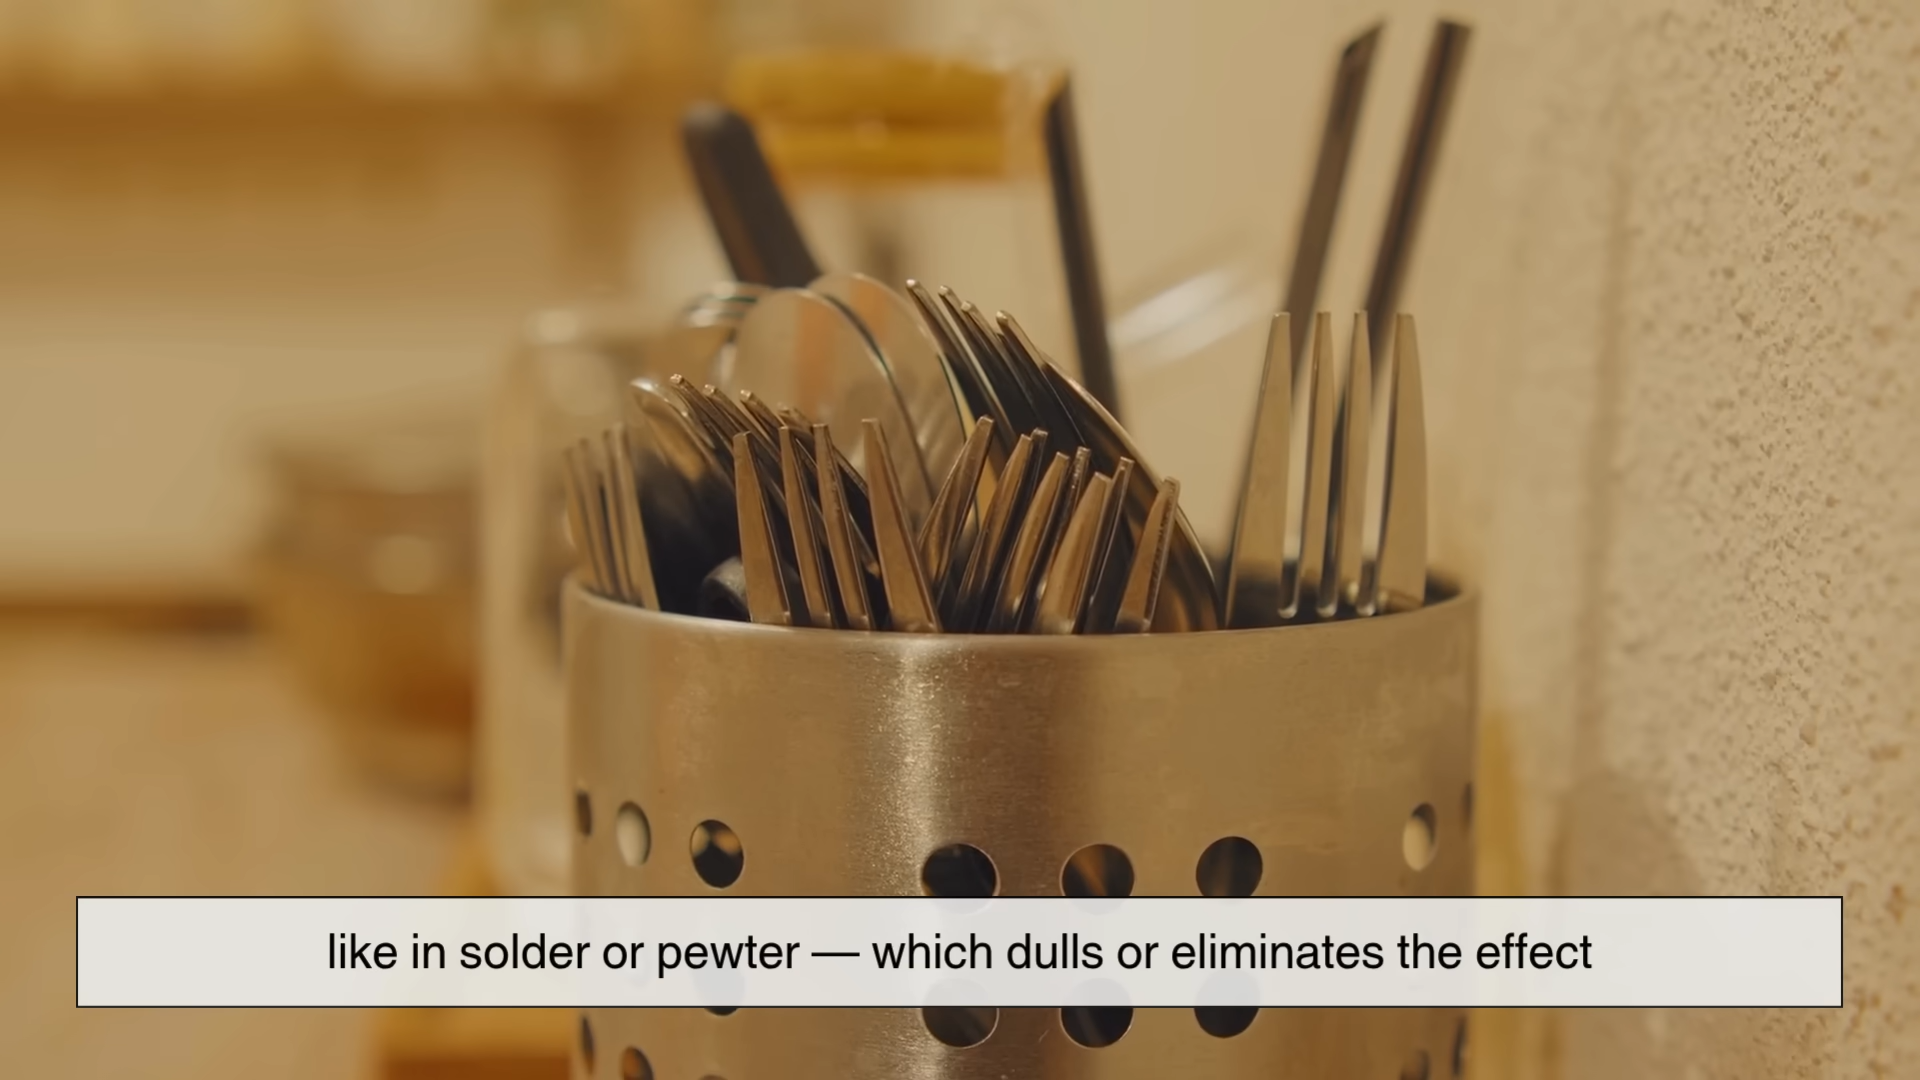 like in solder or pewter — which dulls or eliminates the effect